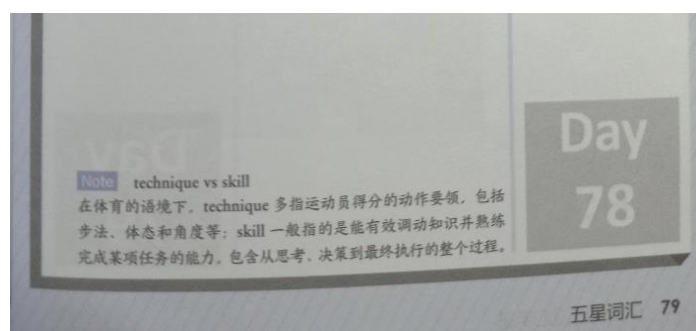 Note technique vs skill
在体育的语境下，technique 多指运动员得分的动作要领，包括
步法、体态和角度等；skill 一般指的是能有效调动知识并熟练
完成某项任务的能力，包含从思考、决策到最终执行的整个过程。
Day
78
五星词汇 79